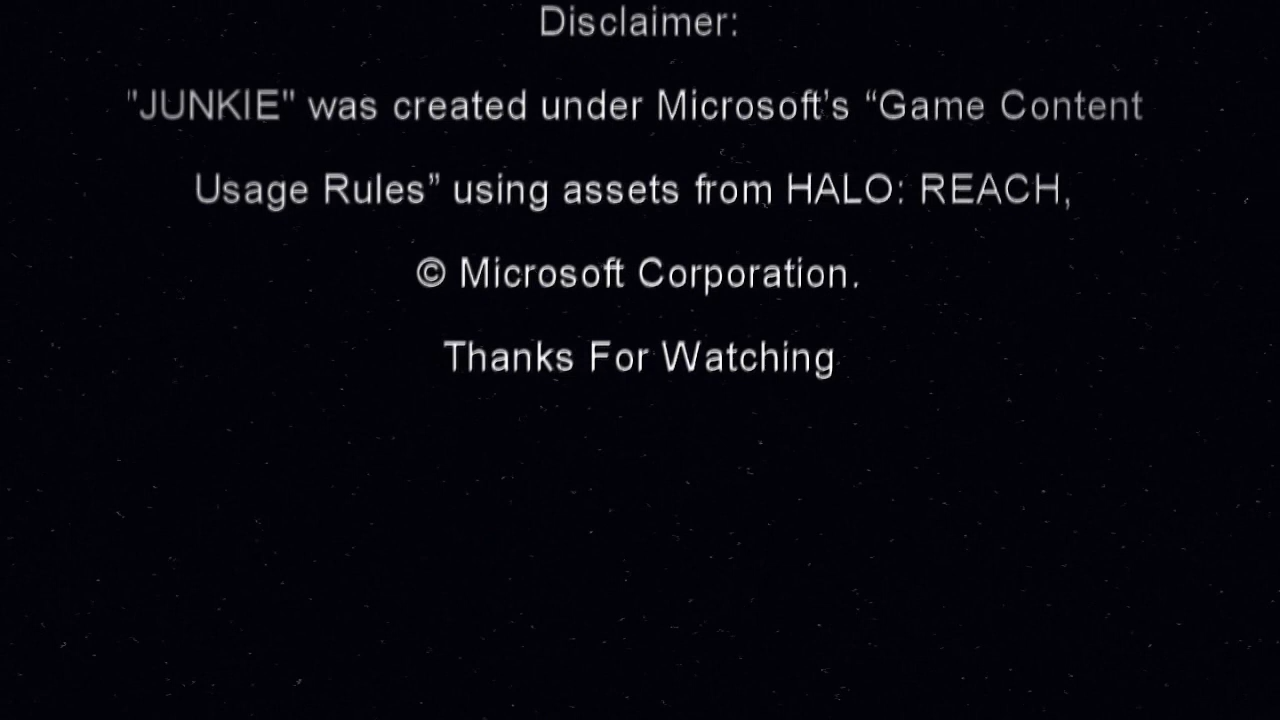 Disclaimer:
"JUNKIE" was created under Microsoft’s “Game Content
Usage Rules” using assets from HALO: REACH,
© Microsoft Corporation.
Thanks For Watching